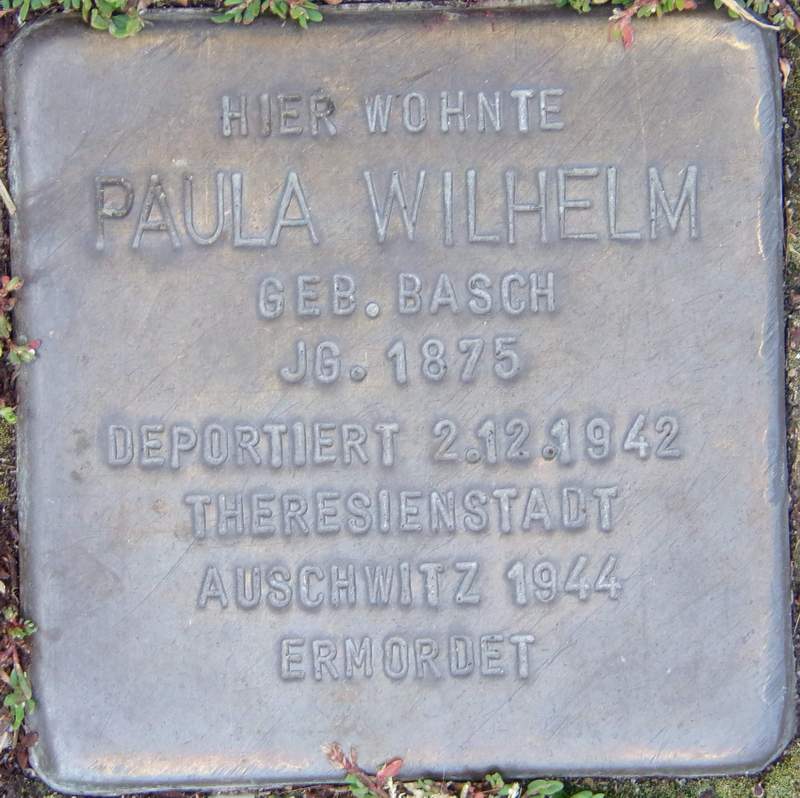 HIER WOHNTE
PAULA WILHELM
GEB. BASCH
JG. 1875
DEPORTIERT 2.12.1942
THERESIENSTADT
AUSCHWITZ 1944
ERMORDET